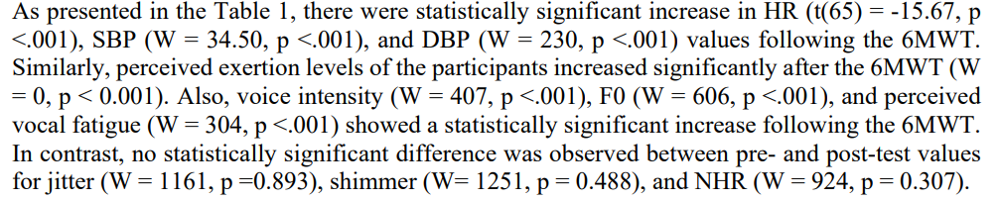 As presented in the Table 1, there were statistically significant increase in HR (t(65) = -15.67, p
<.001), SBP (W = 34.50, p <.001), and DBP (W = 230, p <.001) values following the 6MWT.
Similarly, perceived exertion levels of the participants increased significantly after the 6MWT (W
= 0, p < 0.001). Also, voice intensity (W = 407, p <.001), F0 (W = 606, p <.001), and perceived
vocal fatigue (W = 304, p <.001) showed a statistically significant increase following the 6MWT.
In contrast, no statistically significant difference was observed between pre- and post-test values
for jitter (W = 1161, p =0.893), shimmer (W= 1251, p = 0.488), and NHR (W = 924, p = 0.307).